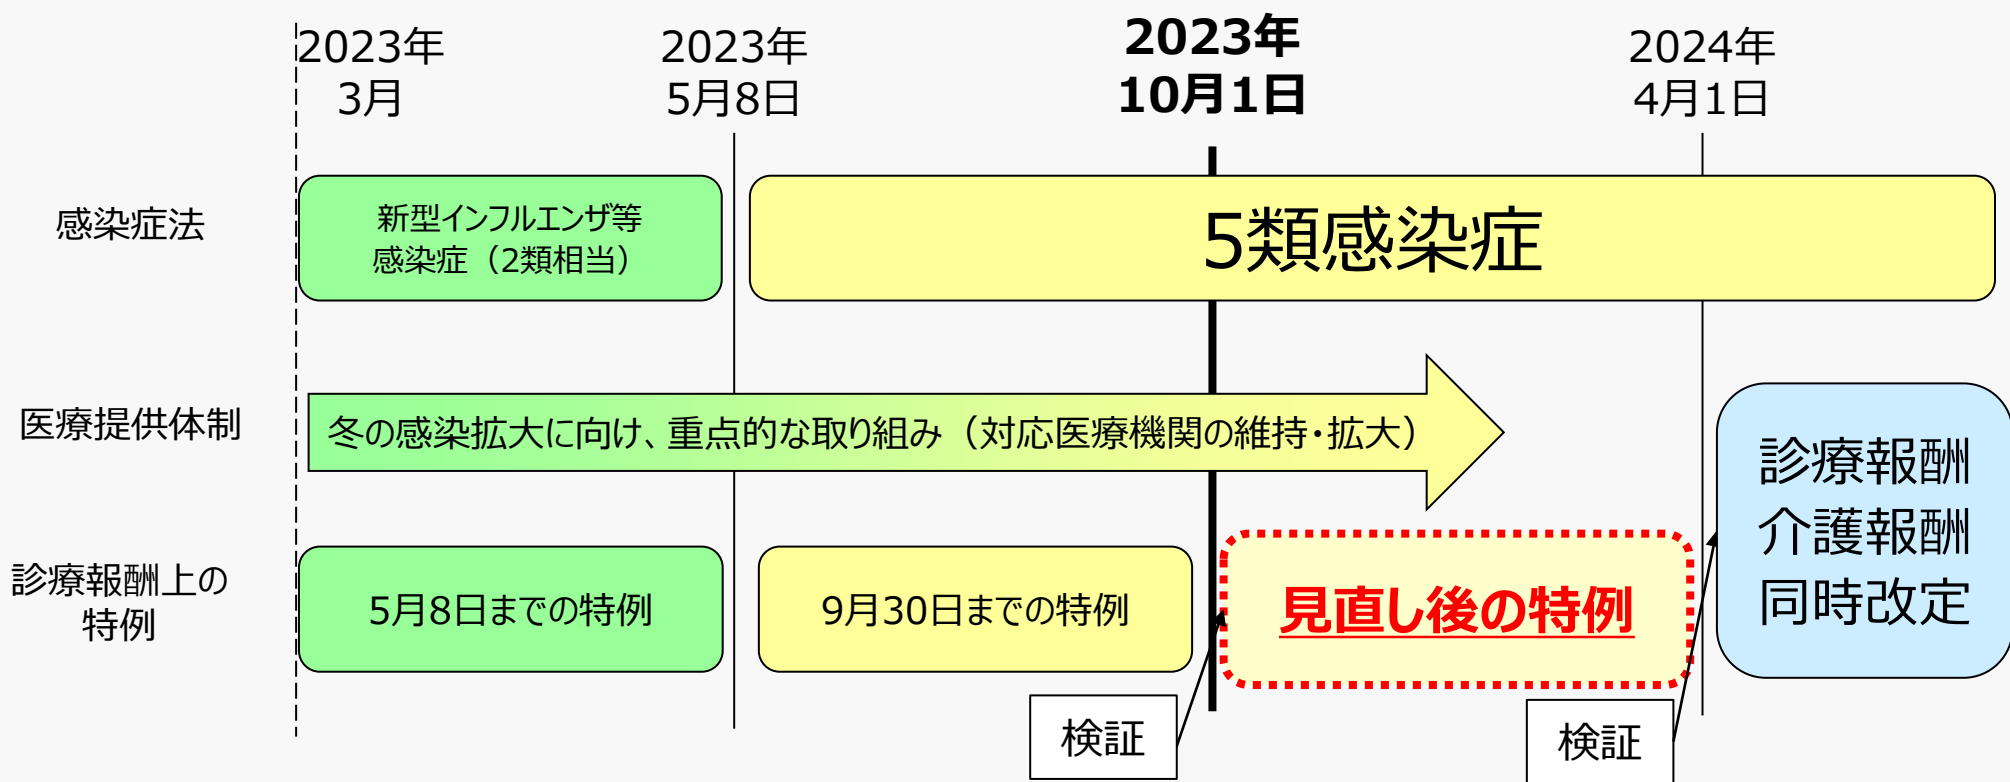 2023年
3月
2023年
5月8日
2023年
10月1日
2024年
4月1日
感染症法
新型インフルエンザ等
感染症（2類相当）
5類感染症
医療提供体制
冬の感染拡大に向け、重点的な取り組み（対応医療機関の維持・拡大）
診療報酬
介護報酬
同時改定
診療報酬上の
特例
5月8日までの特例
9月30日までの特例
見直し後の特例
検証
検証